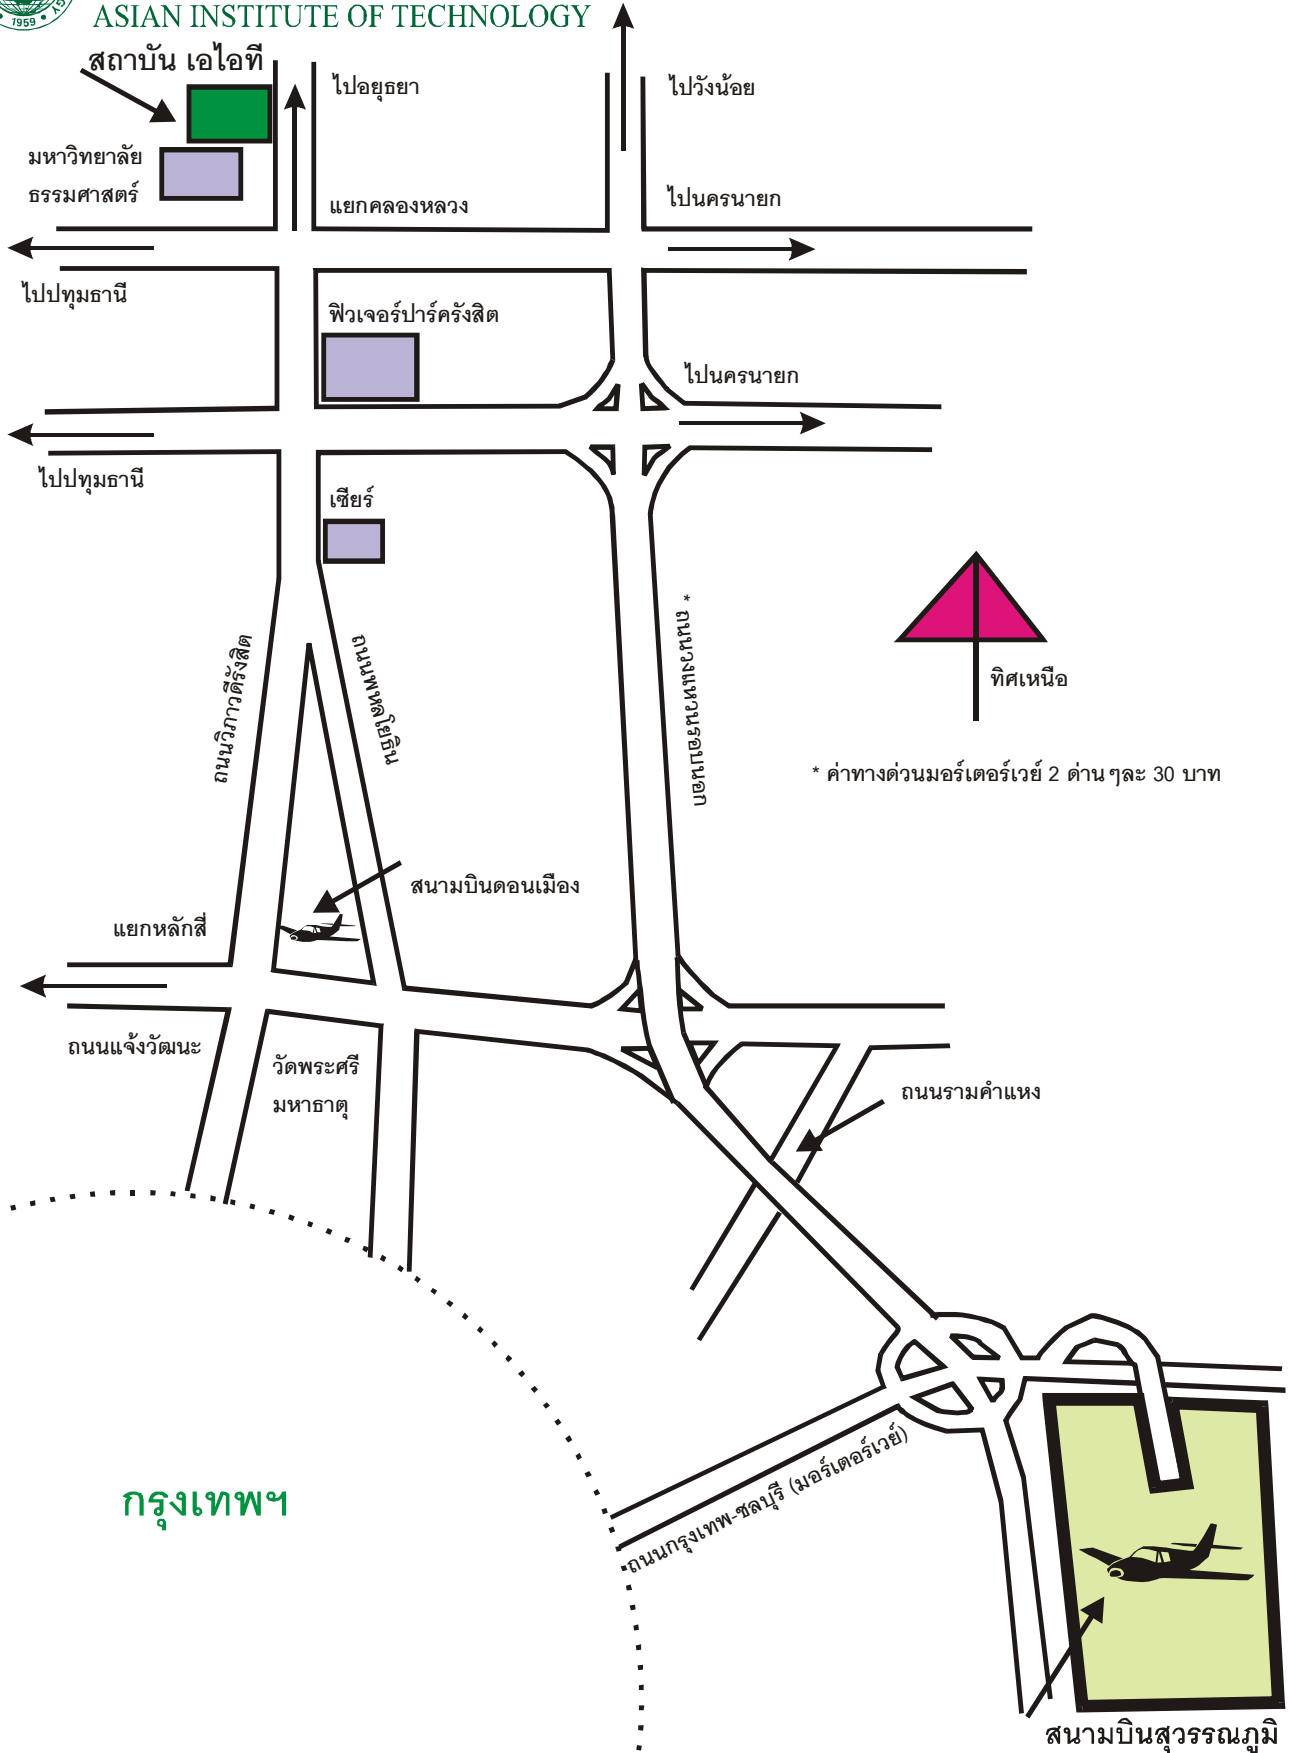 ASIAN INSTITUTE OF TECHNOLOGY
1959
สถาบัน เอไอที
ไปอยุธยา
ไปวังน้อย
มหาวิทยาลัย
ธรรมศาสตร์
แยกคลองหลวง
ไปนครนายก
ไปปทุมธานี
ฟิวเจอร์ปาร์ครังสิต
ไปนครนายก
ไปปทุมธานี
เซียร์
ถนนวิภาวดีรังสิต
ถนนพหลโยธิน
* ถนนวงแหวนรอบนอก
ทิศเหนือ
* ค่าทางด่วนมอร์เตอร์เวย์ 2 ด่าน ๆละ 30 บาท
สนามบินดอนเมือง
แยกหลักสี่
ถนนแจ้งวัฒนะ
วัดพระศรี
มหาธาตุ
ถนนรามคำแหง
ถนนกรุงเทพ-ชลบุรี (มอร์เตอร์เวย์)
กรุงเทพฯ
สนามบินสุวรรณภูมิ